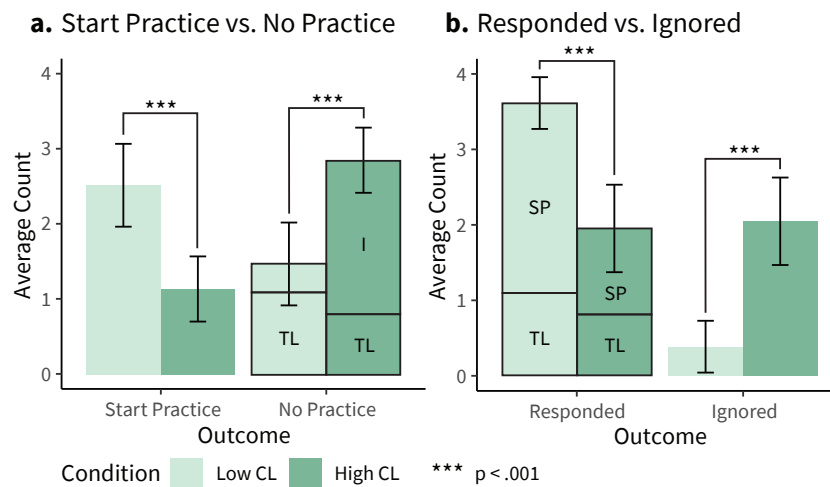 a. Start Practice vs. No Practice
4
3
2
1
0
Average Count
***
***
TL
I
TL
Start Practice
No Practice
Outcome
b. Responded vs. Ignored
4
3
2
1
0
Average Count
***
***
SP
TL
SP
TL
Responded
Ignored
Outcome
Condition Low CL High CL *** p < .001